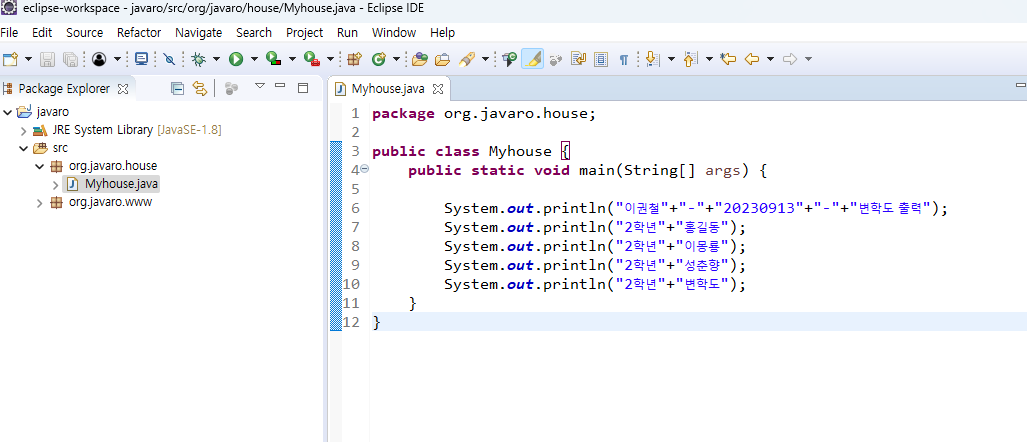 eclipse-workspace - javaro/src/org/javaro/house/Myhouse.java - Eclipse IDE
File Edit Source Refactor Navigate Search Project Run Window Help
Package Explorer
javaro
JRE System Library [JavaSE-1.8]
src
org.javaro.house
Myhouse.java
org.javaro.www
Myhouse.java
1 package org.javaro.house;
2
3 public class Myhouse {
4 public static void main(String[] args) {
5
6 System.out.println("이권철"+"-"+"20230913"+"-"+"변학도 출력");
7 System.out.println("2학년"+"홍길동");
8 System.out.println("2학년"+"이몽룡");
9 System.out.println("2학년"+"성춘향");
10 System.out.println("2학년"+"변학도");
11 }
12 }